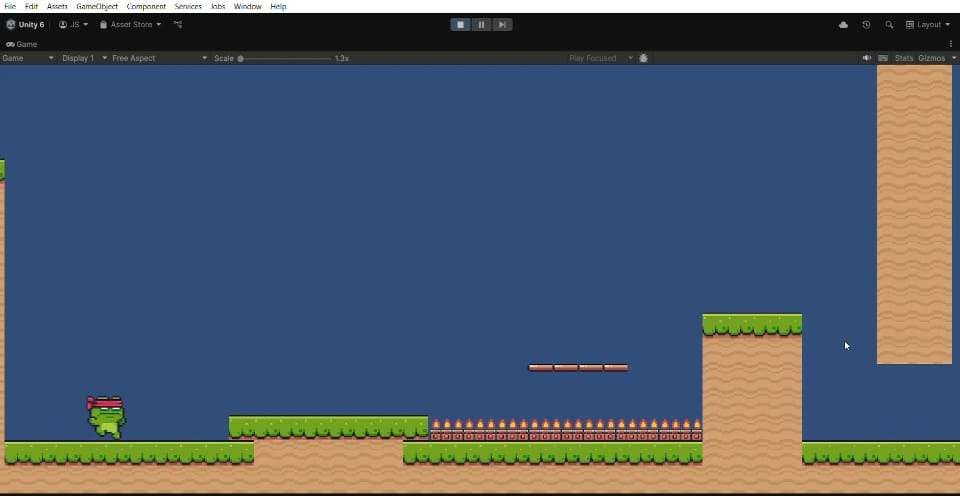 File Edit Assets GameObject Component Services Jobs Window Help
Unity 6 JS Asset Store Layout
Game
Game Display 1 Free Aspect Scale 1.3x Play Focused Stats Gizmos